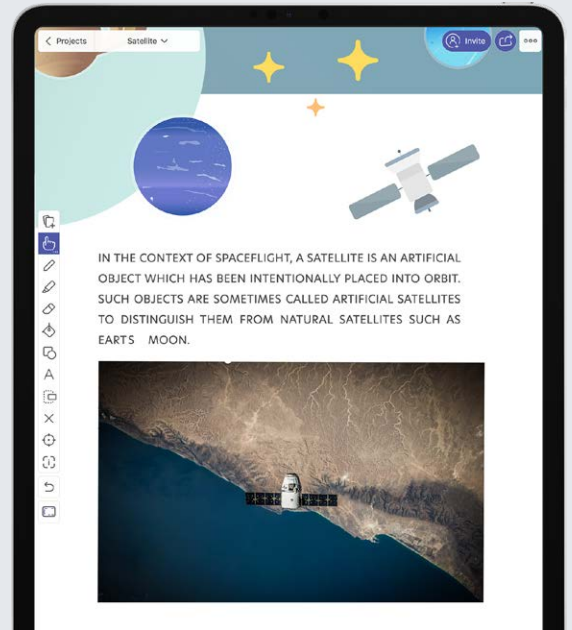 Projects
Satellite
Invite
IN THE CONTEXT OF SPACEFLIGHT, A SATELLITE IS AN ARTIFICIAL
OBJECT WHICH HAS BEEN INTENTIONALLY PLACED INTO ORBIT.
SUCH OBJECTS ARE SOMETIMES CALLED ARTIFICIAL SATELLITES
TO DISTINGUISH THEM FROM NATURAL SATELLITES SUCH AS
EARTS MOON.
A